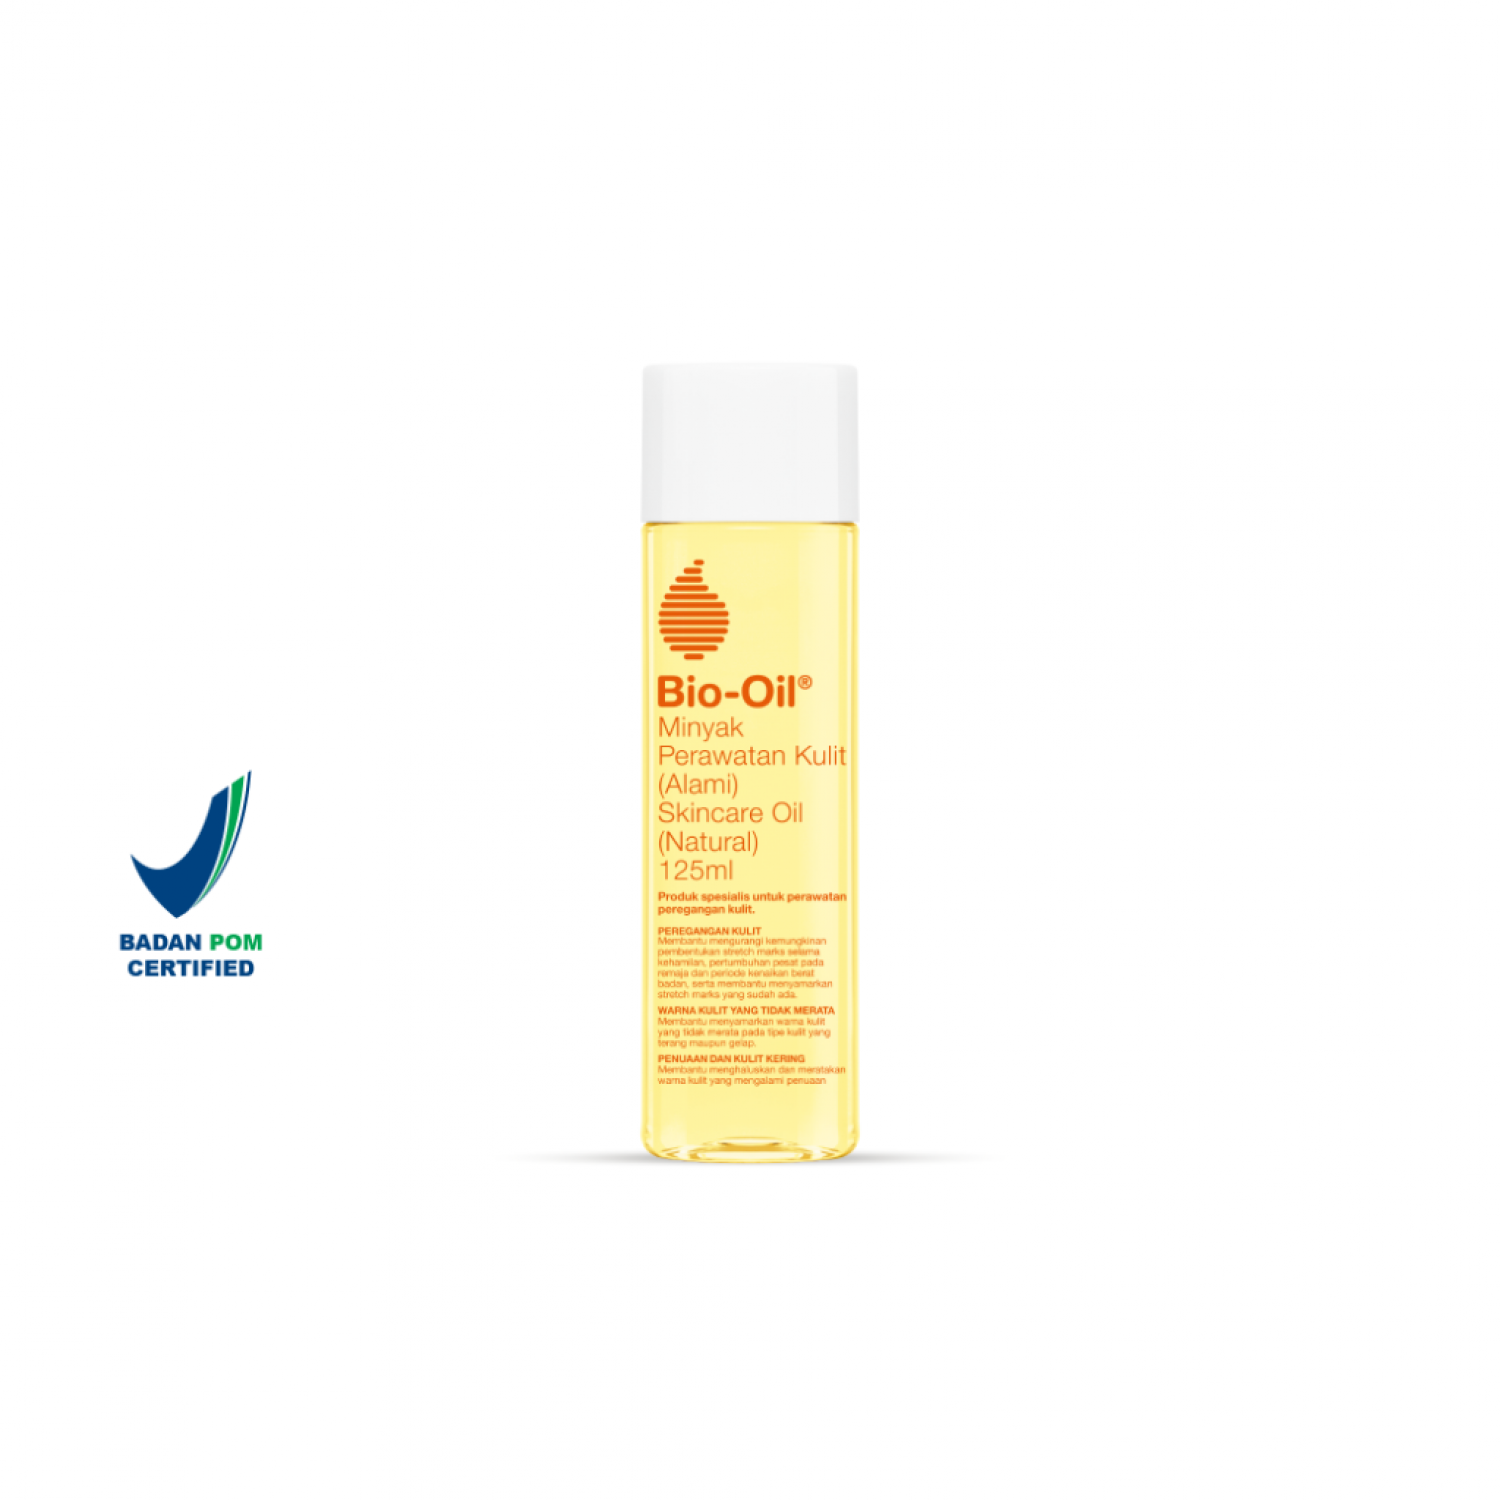 Bio-Oil®
Minyak
Perawatan Kulit
(Alami)
Skincare Oil
(Natural)
125ml
Produk spesialis untuk perawatan
peregangan kulit.
PEREGANGAN KULIT
Membantu mengurangi kemungkinan
pembentukan stretch marks selama
kehamilan, pertumbuhan pesat pada
remaja dan periode kenaikan berat
badan, serta membantu menyamarkan
stretch marks yang sudah ada.
WARNA KULIT YANG TIDAK MERATA
Membantu menyamarkan warna kulit
yang tidak merata pada tipe kulit yang
terang maupun gelap.
PENUAAN DAN KULIT KERING
Membantu menghaluskan dan meratakan
warna kulit yang mengalami penuaan
BADAN POM
CERTIFIED